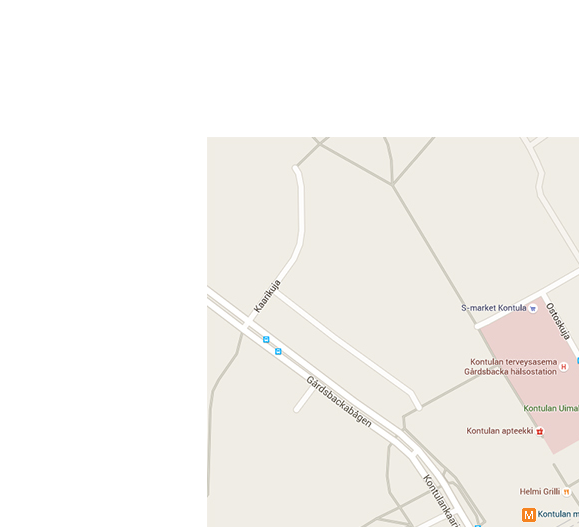 Kaarikuja
S-market Kontula
Ostoskuja
Kontulan terveysasema
Gårdsbacka hälsostation
Gårdsbackabågen
Kontulan Uima
Kontulan apteekki
Kontulankaari
Helmi Grilli
M
Kontulan m